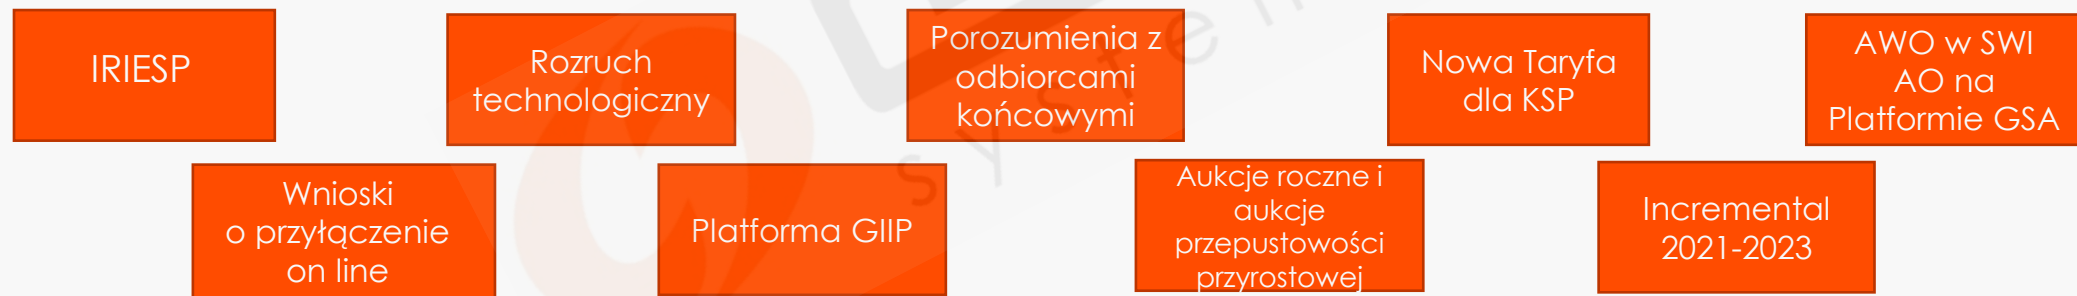 IRIESP
Rozruch
technologiczny
Porozumienia z
odbiorcami
końcowymi
Nowa Taryfa
dla KSP
AWO w SWI
AO na
Platformie GSA
Wnioski
o przyłączenie
on line
Platforma GIIP
Aukcje roczne i
aukcje
przepustowości
przyrostowej
Incremental
2021-2023